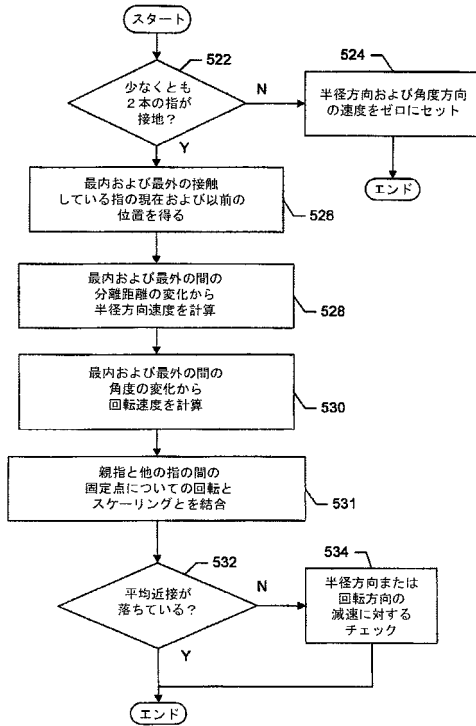 スタート
522
少なくとも
2本の指が
接地?
N
Y
524
半径方向および角度方向
の速度をゼロにセット
エンド
最内および最外の接触
している指の現在および以前の
位置を得る
526
最内および最外の間の
分離距離の変化から
半径方向速度を計算
528
最内および最外の間の
角度の変化から
回転速度を計算
530
親指と他の指の間の
固定点についての回転と
スケーリングとを結合
531
532
平均近接が
落ちている?
N
Y
534
半径方向または
回転方向の
減速に対する
チェック
エンド